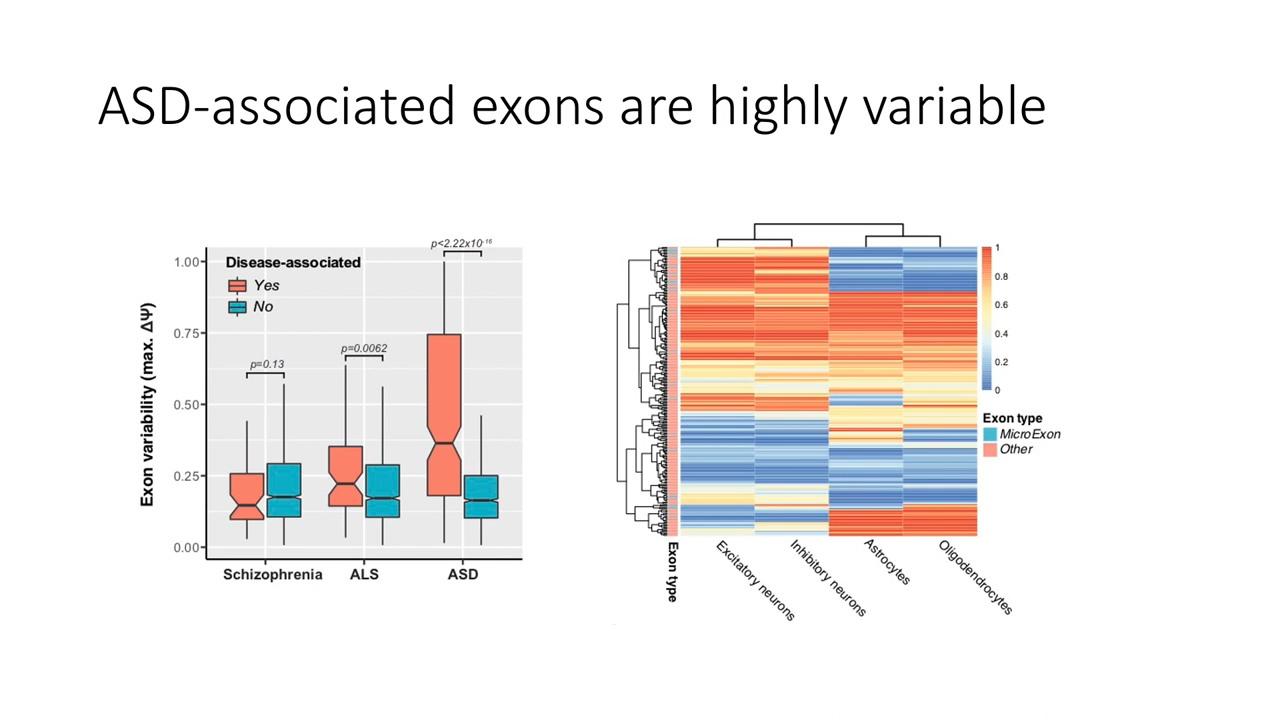 ASD-associated exons are highly variable
p<2.22x10⁻¹⁶
Disease-associated
Yes
No
p=0.13
p=0.0062
Exon variability (max. ΔΨ)
1.00
0.75
0.50
0.25
0.00
Schizophrenia
ALS
ASD
1
0.8
0.6
0.4
0.2
0
Exon type
MicroExon
Other
Exon type
Excitatory neurons
Inhibitory neurons
Astrocytes
Oligodendrocytes